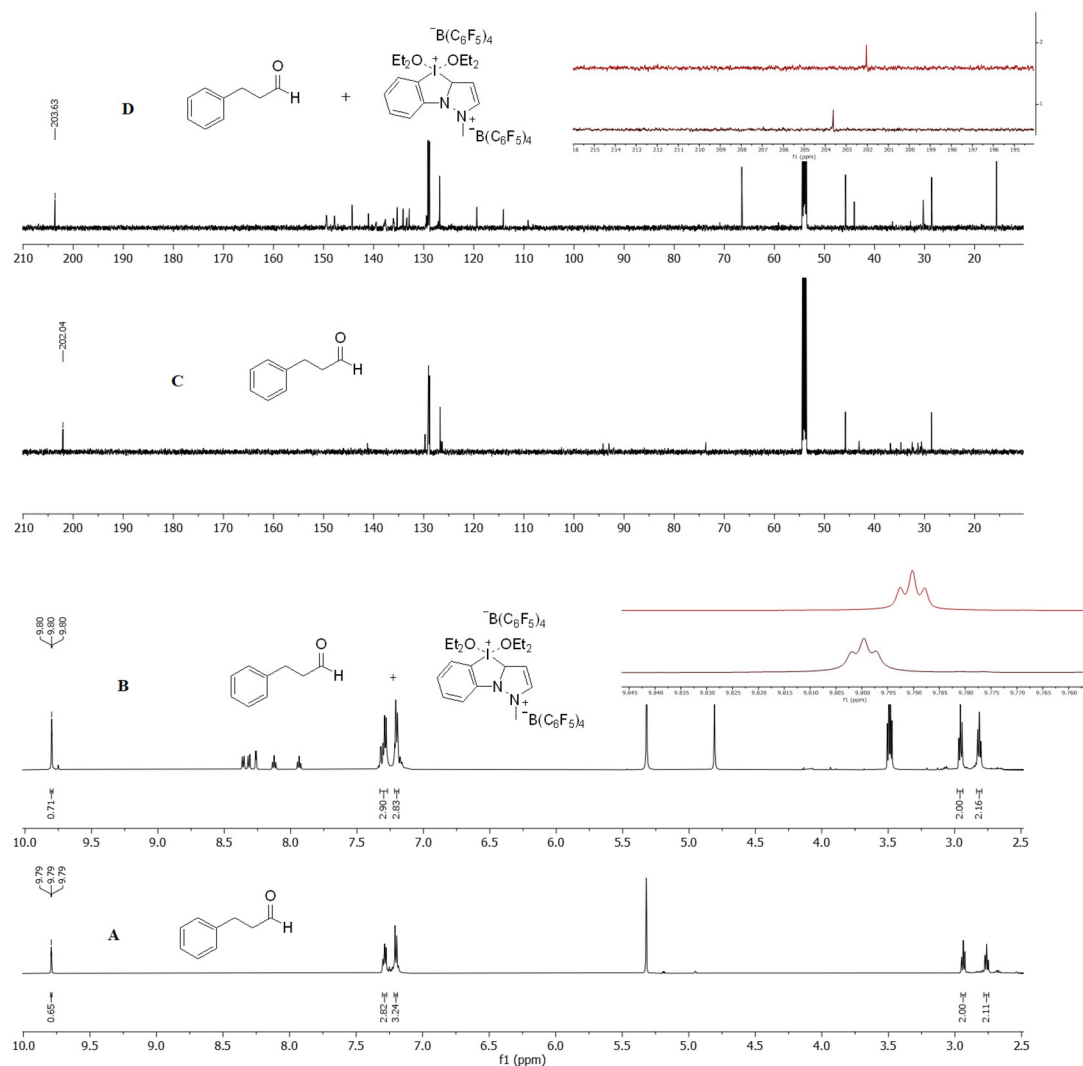 ⁻B(C₆F₅)₄
O
H
+
Et₂O I⁺ OEt₂
N
N⁺
CH₃ ⁻B(C₆F₅)₄
D
—203.63
2
1
216 215 214 213 212 211 210 209 208 207 206 205 204 203 202 201 200 199 198 197 196 195
f1 (ppm)
210 200 190 180 170 160 150 140 130 120 110 100 90 80 70 60 50 40 30 20
—202.04
O
H
C
210 200 190 180 170 160 150 140 130 120 110 100 90 80 70 60 50 40 30 20
9.80
9.80
9.80
⁻B(C₆F₅)₄
O
H
+
Et₂O I⁺ OEt₂
N
N⁺
CH₃ ⁻B(C₆F₅)₄
B
9.845 9.840 9.835 9.830 9.825 9.820 9.815 9.810 9.805 9.800 9.795 9.790 9.785 9.780 9.775 9.770 9.765 9.760
f1 (ppm)
0.71 2.90 2.83 2.00 2.16
10.0 9.5 9.0 8.5 8.0 7.5 7.0 6.5 6.0 5.5 5.0 4.5 4.0 3.5 3.0 2.5
9.79
9.79
9.79
O
H
A
0.65 2.82 3.24 2.00 2.11
10.0 9.5 9.0 8.5 8.0 7.5 7.0 6.5 6.0 5.5 5.0 4.5 4.0 3.5 3.0 2.5
f1 (ppm)